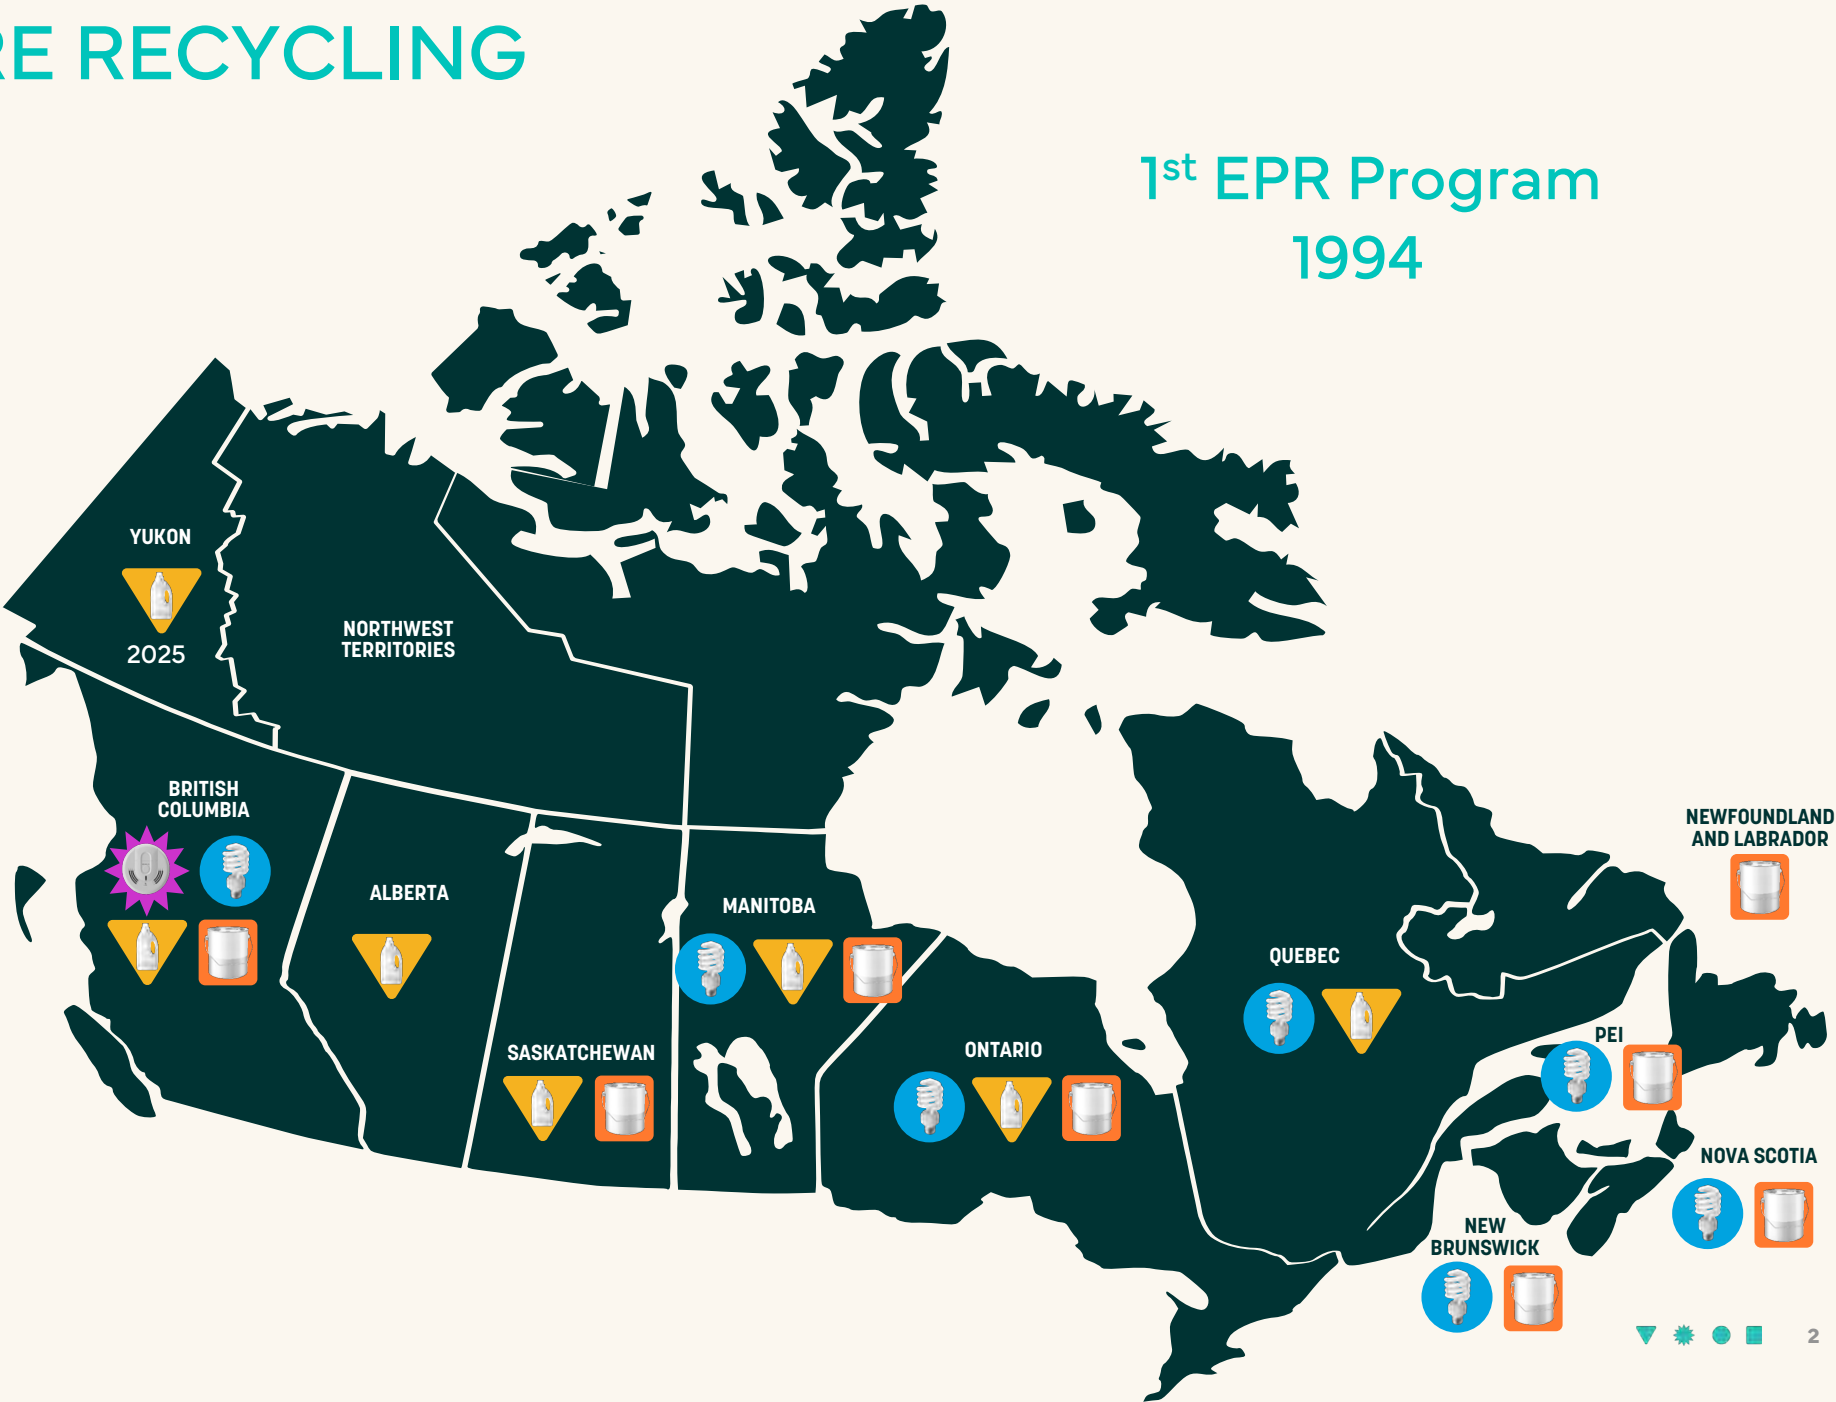 RE RECYCLING
1st EPR Program
1994
YUKON
2025
NORTHWEST
TERRITORIES
BRITISH
COLUMBIA
ALBERTA
SASKATCHEWAN
MANITOBA
ONTARIO
QUEBEC
NEWFOUNDLAND
AND LABRADOR
PEI
NOVA SCOTIA
NEW
BRUNSWICK
2